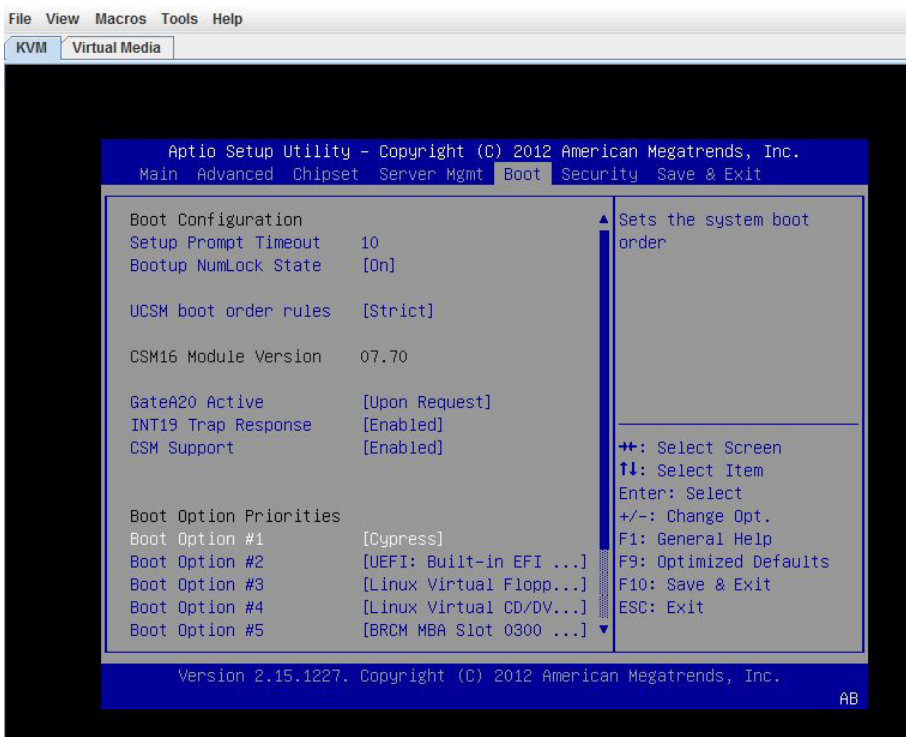 File View Macros Tools Help
KVM Virtual Media
Aptio Setup Utility – Copyright (C) 2012 American Megatrends, Inc.
Main Advanced Chipset Server Mgmt Boot Security Save & Exit
Boot Configuration
Setup Prompt Timeout 10
Bootup NumLock State [On]
UCSM boot order rules [Strict]
CSM16 Module Version 07.70
GateA20 Active [Upon Request]
INT19 Trap Response [Enabled]
CSM Support [Enabled]
Boot Option Priorities
Boot Option #1 [Cypress]
Boot Option #2 [UEFI: Built-in EFI ...]
Boot Option #3 [Linux Virtual Flopp...]
Boot Option #4 [Linux Virtual CD/DV...]
Boot Option #5 [BRCM MBA Slot 0300 ...]
Sets the system boot
order
→←: Select Screen
↑↓: Select Item
Enter: Select
+/-: Change Opt.
F1: General Help
F9: Optimized Defaults
F10: Save & Exit
ESC: Exit
Version 2.15.1227. Copyright (C) 2012 American Megatrends, Inc.
AB